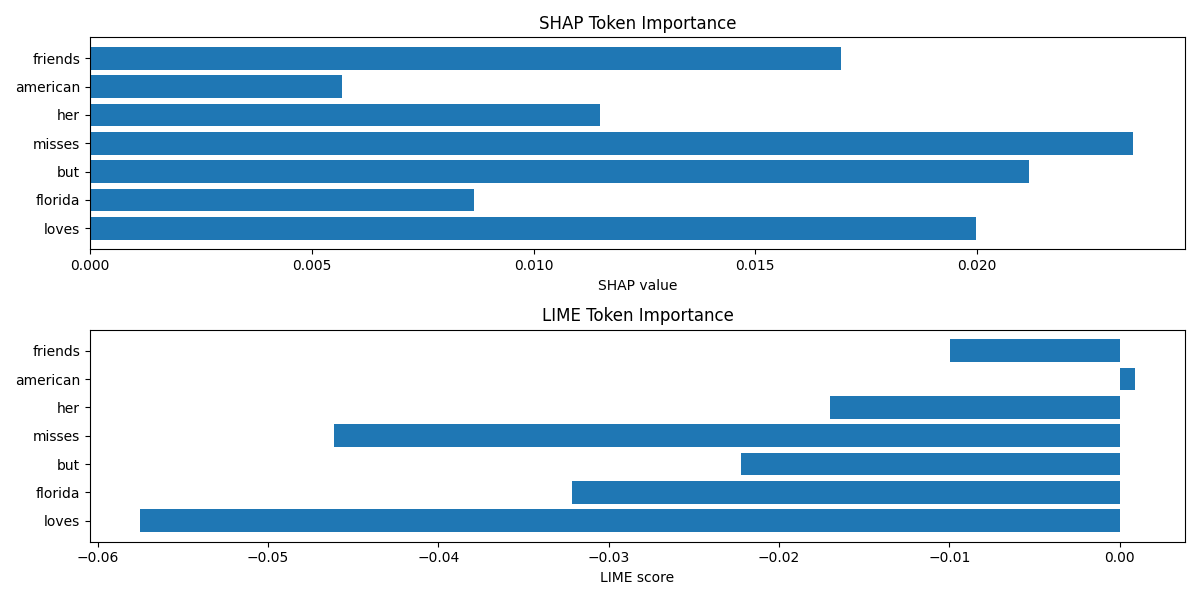 SHAP Token Importance
friends
american
her
misses
but
florida
loves
0.000 0.005 0.010 0.015 0.020
SHAP value
LIME Token Importance
friends
american
her
misses
but
florida
loves
−0.06 −0.05 −0.04 −0.03 −0.02 −0.01 0.00
LIME score